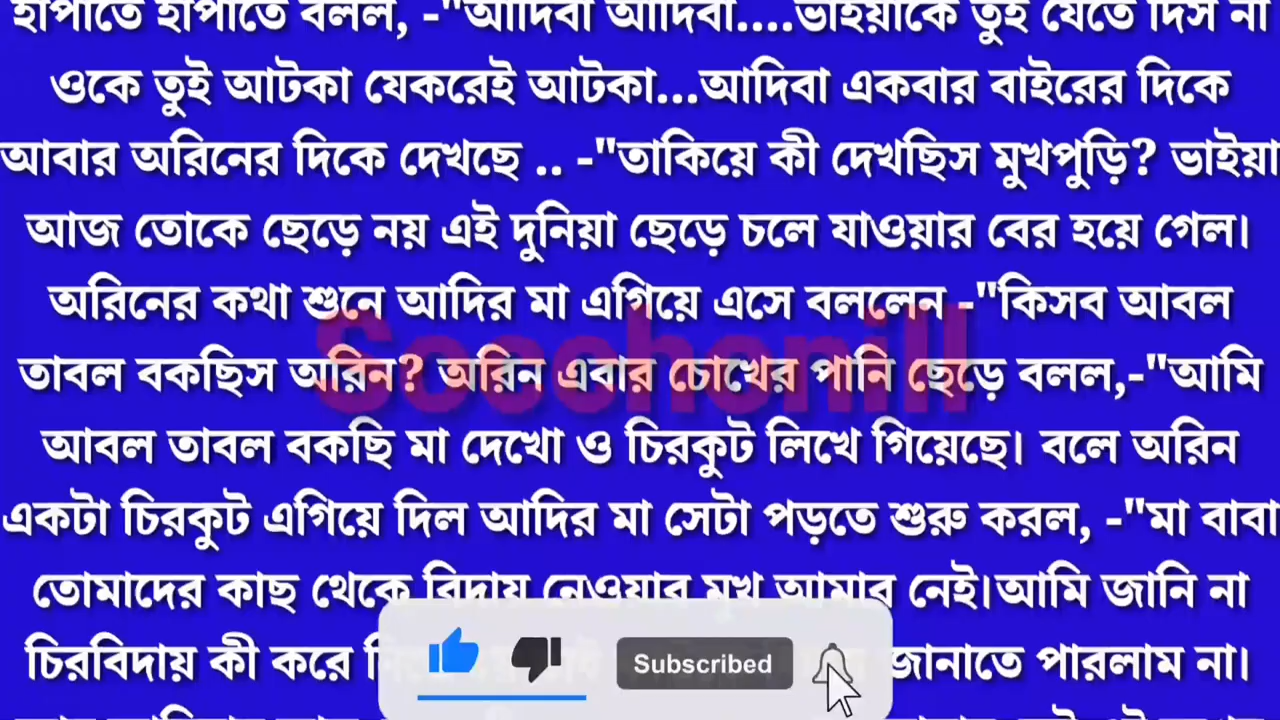 হাঁপাতে হাঁপাতে বলল, -"আদিবা আদিবা....ভাইয়াকে তুই যেতে দিস না
ওকে তুই আটকা যেকরেই আটকা...আদিবা একবার বাইরের দিকে
আবার অরিনের দিকে দেখছে .. -"তাকিয়ে কী দেখছিস মুখপুড়ি? ভাইয়া
আজ তোকে ছেড়ে নয় এই দুনিয়া ছেড়ে চলে যাওয়ার বের হয়ে গেল।
অরিনের কথা শুনে আদির মা এগিয়ে এসে বললেন -"কিসব আবল
তাবল বকছিস অরিন? অরিন এবার চোখের পানি ছেড়ে বলল,-"আমি
আবল তাবল বকছি মা দেখো ও চিরকুট লিখে গিয়েছে। বলে অরিন
একটা চিরকুট এগিয়ে দিল আদির মা সেটা পড়তে শুরু করল, -"মা বাবা
তোমাদের কাছ থেকে বিদায় নেওয়ার মুখ আমার নেই।আমি জানি না
চিরবিদায় কী করে জানাতে পারলাম না।
Subscribed